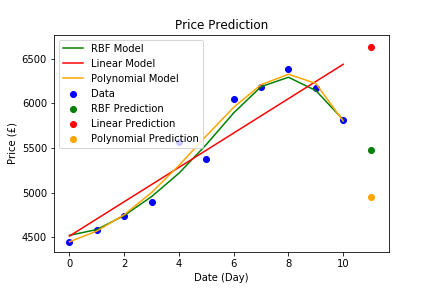 Price Prediction
RBF Model
Linear Model
Polynomial Model
Data
RBF Prediction
Linear Prediction
Polynomial Prediction
Price (£)
6500
6000
5500
5000
4500
0 2 4 6 8 10
Date (Day)